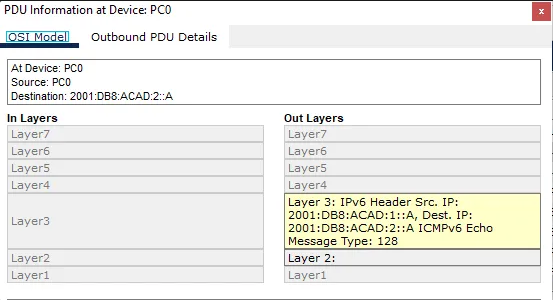 PDU Information at Device: PC0
x
OSI Model
Outbound PDU Details
At Device: PC0
Source: PC0
Destination: 2001:DB8:ACAD:2::A
In Layers
Out Layers
Layer7
Layer7
Layer6
Layer6
Layer5
Layer5
Layer4
Layer4
Layer3
Layer 3: IPv6 Header Src. IP:
2001:DB8:ACAD:1::A, Dest. IP:
2001:DB8:ACAD:2::A ICMPv6 Echo
Message Type: 128
Layer2
Layer 2:
Layer1
Layer1